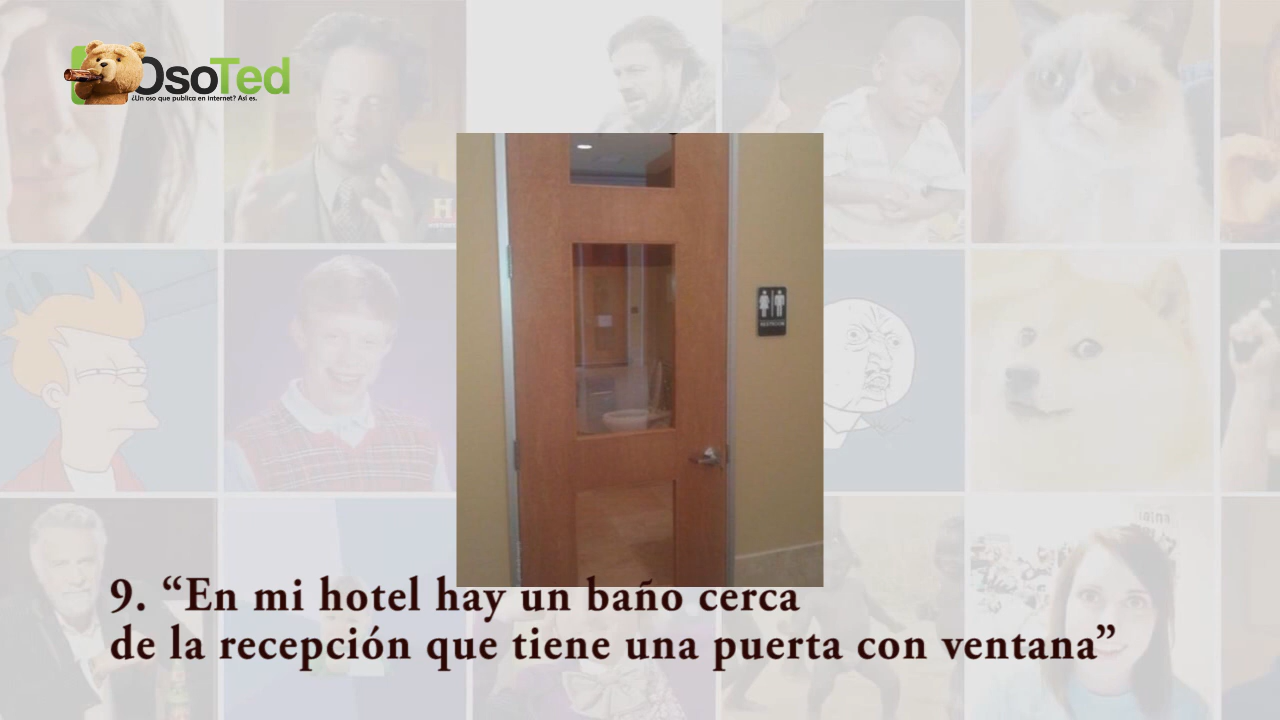 OsoTed
¿Un oso que publica en internet? Así es.
H
RESTROOM
9. “En mi hotel hay un baño cerca
de la recepción que tiene una puerta con ventana”